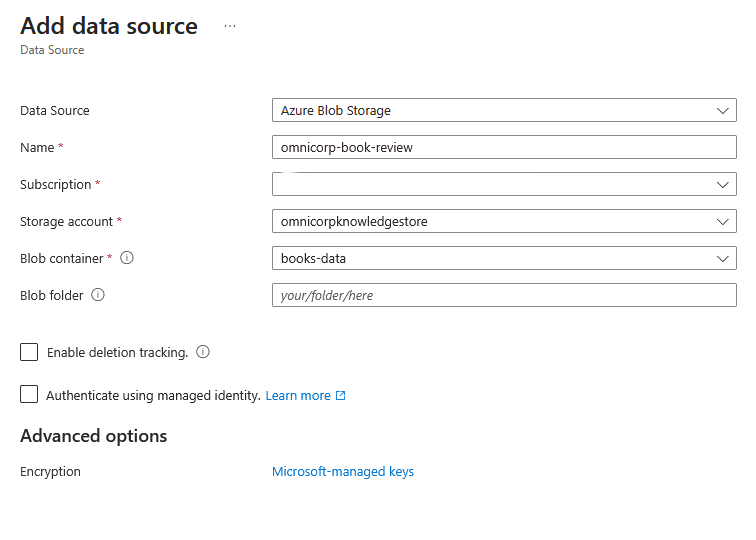 Add data source ...
Data Source
Data Source Azure Blob Storage
Name * omnicorp-book-review
Subscription *
Storage account * omnicorpknowledgestore
Blob container * books-data
Blob folder your/folder/here
Enable deletion tracking.
Authenticate using managed identity. Learn more
Advanced options
Encryption Microsoft-managed keys